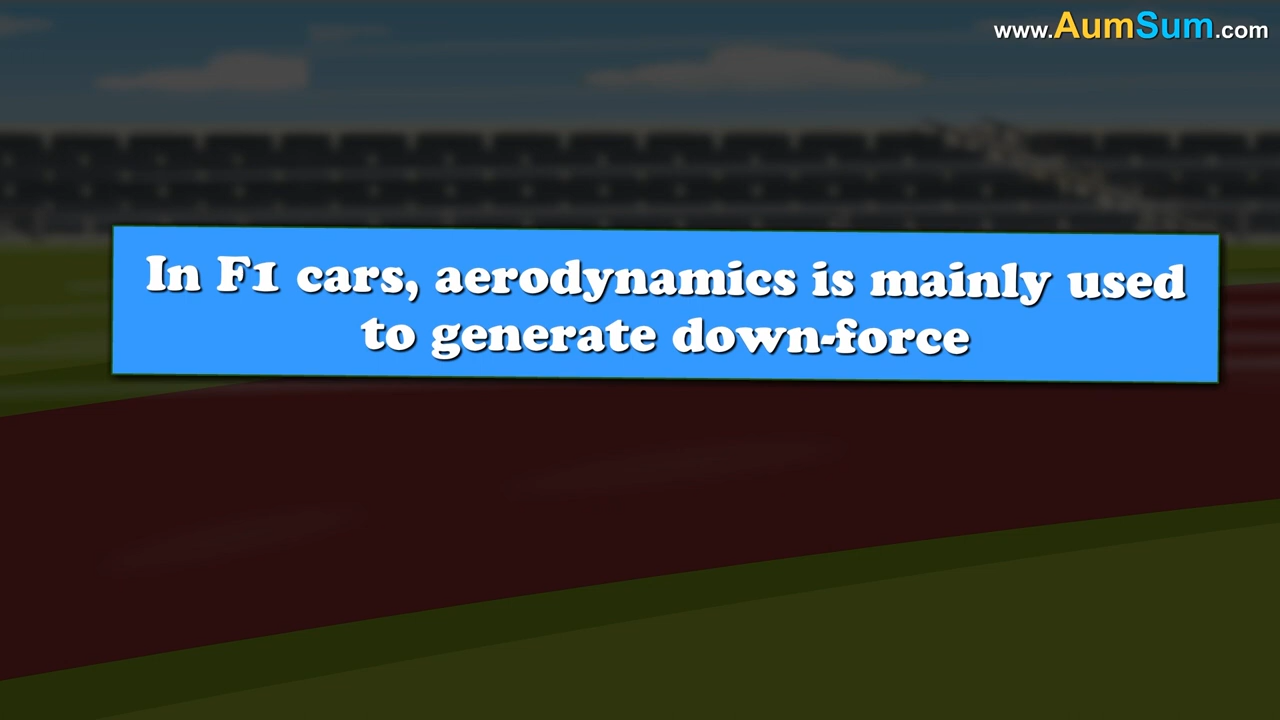 www.AumSum.com
In F1 cars, aerodynamics is mainly used
to generate down-force